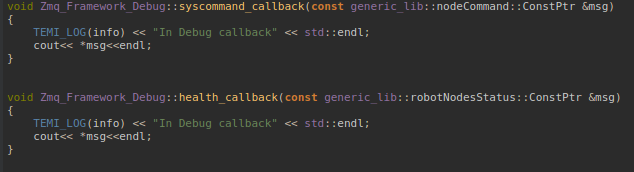 void Zmq_Framework_Debug::syscommand_callback(const generic_lib::nodeCommand::ConstPtr &msg)
{
    TEMI_LOG(info) << "In Debug callback" << std::endl;
    cout<< *msg<<endl;
}
void Zmq_Framework_Debug::health_callback(const generic_lib::robotNodesStatus::ConstPtr &msg)
{
    TEMI_LOG(info) << "In Debug callback" << std::endl;
    cout<< *msg<<endl;
}